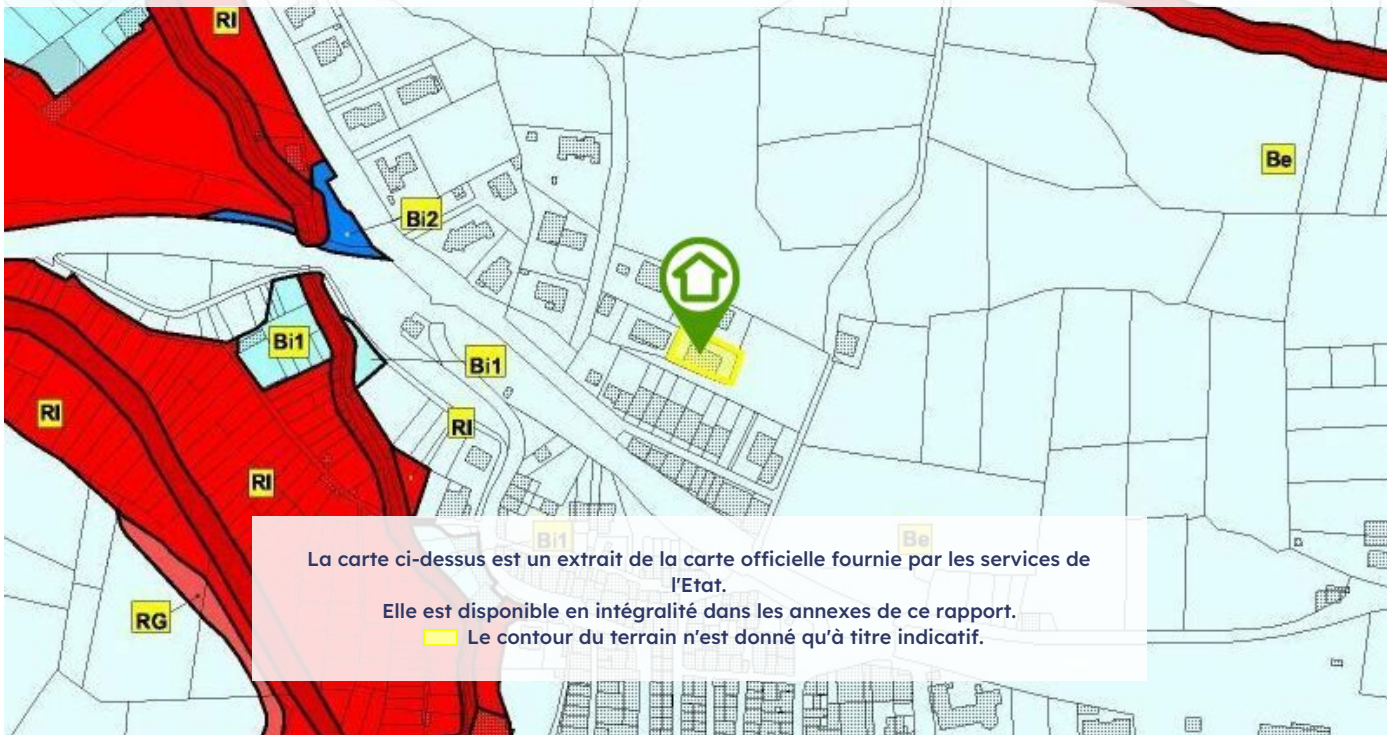 RI
Be
Bi2
Bi1
Bi1
RI
RI
RI
Bi1
Be
La carte ci-dessus est un extrait de la carte officielle fournie par les services de
l'Etat.
Elle est disponible en intégralité dans les annexes de ce rapport.
Le contour du terrain n'est donné qu'à titre indicatif.
RG